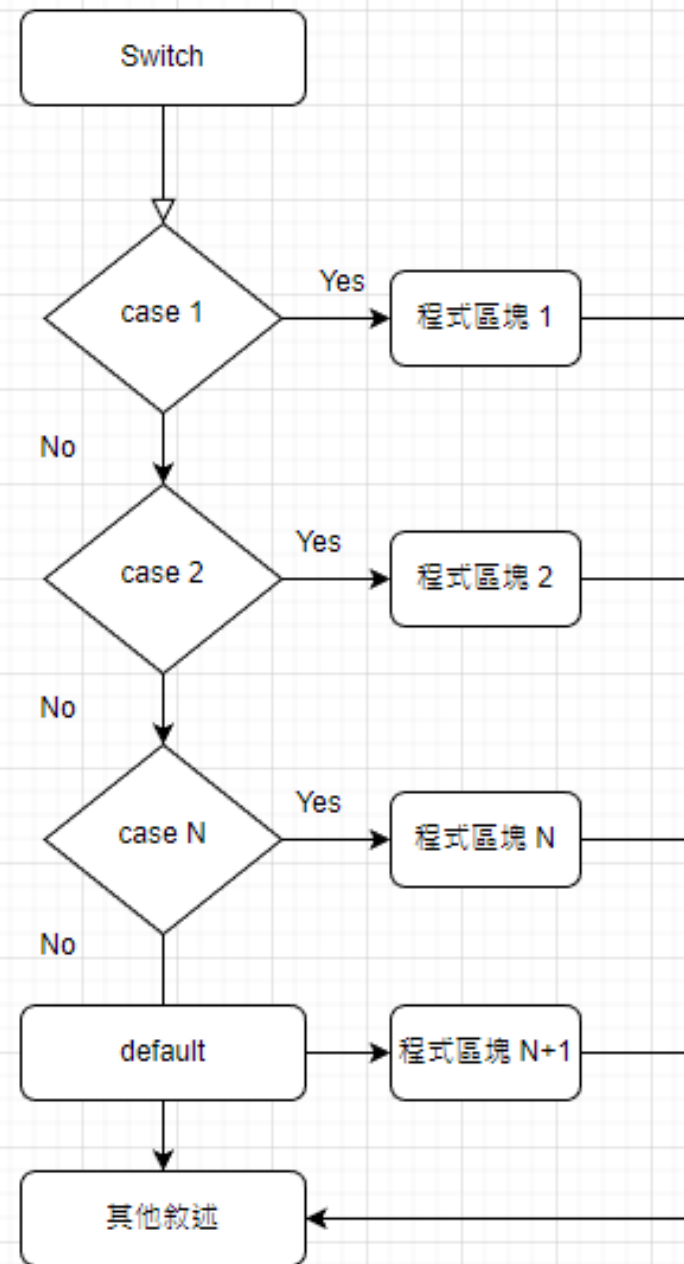 Switch
case 1
Yes
程式區塊 1
No
case 2
Yes
程式區塊 2
No
case N
Yes
程式區塊 N
No
default
程式區塊 N+1
其他敘述